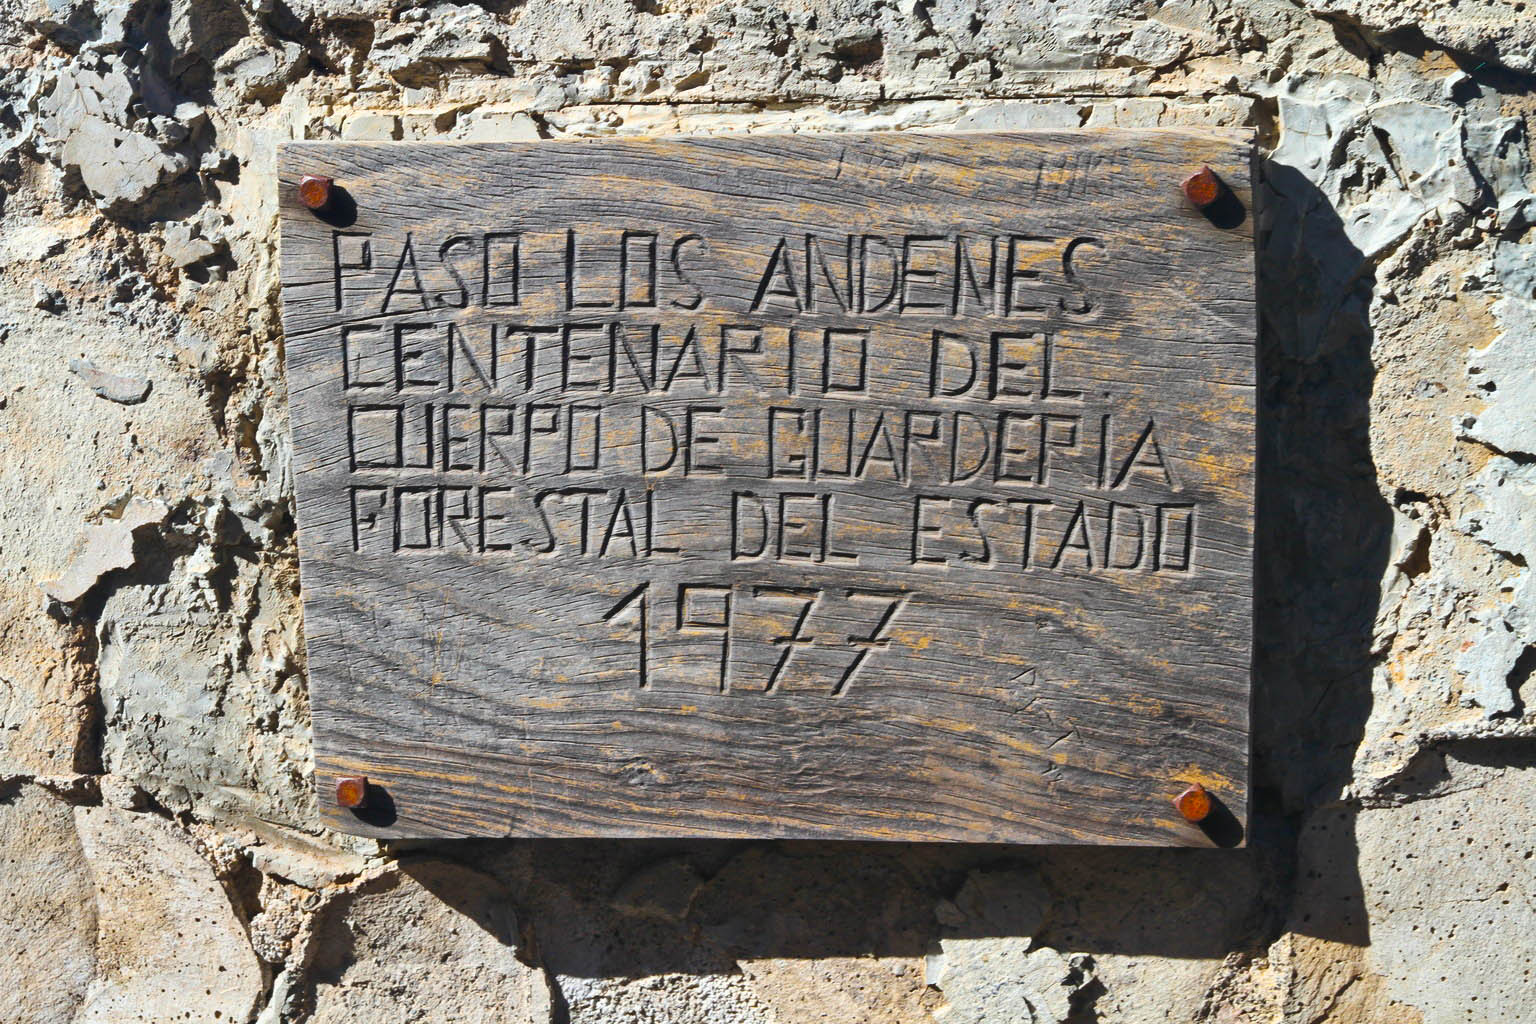 PASO LOS ANDENES
CENTENARIO DEL.
CUERPO DE GUARDERIA
FORESTAL DEL ESTADO
1977